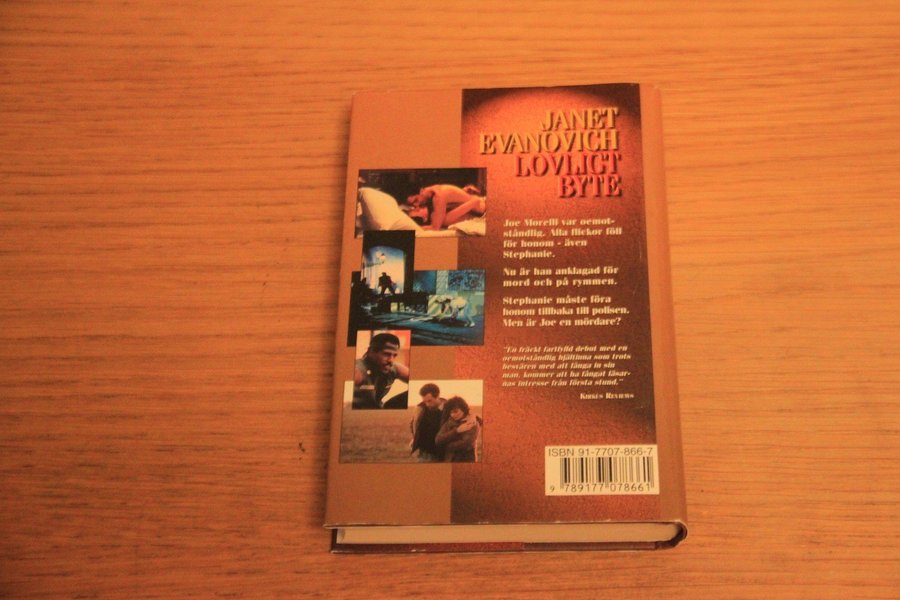 JANET
EVANOVICH
LOVLIGT
BYTE
Joe Morelli var oemot-
ståndlig. Alla flickor föll
för honom - även
Stephanie.
Nu är han anklagad för
mord och på rymmen.
Stephanie måste föra
honom tillbaka till polisen.
Men är Joe en mördare?
"En fräckt fartfylld debut med en
oemotståndlig hjältinna som trots
besvären med att fånga in sin
man, kommer att ha fångat läsar-
nas intresse från första stund."
KIRKUS REVIEWS
ISBN 91-7707-866-7
9 789177 078661